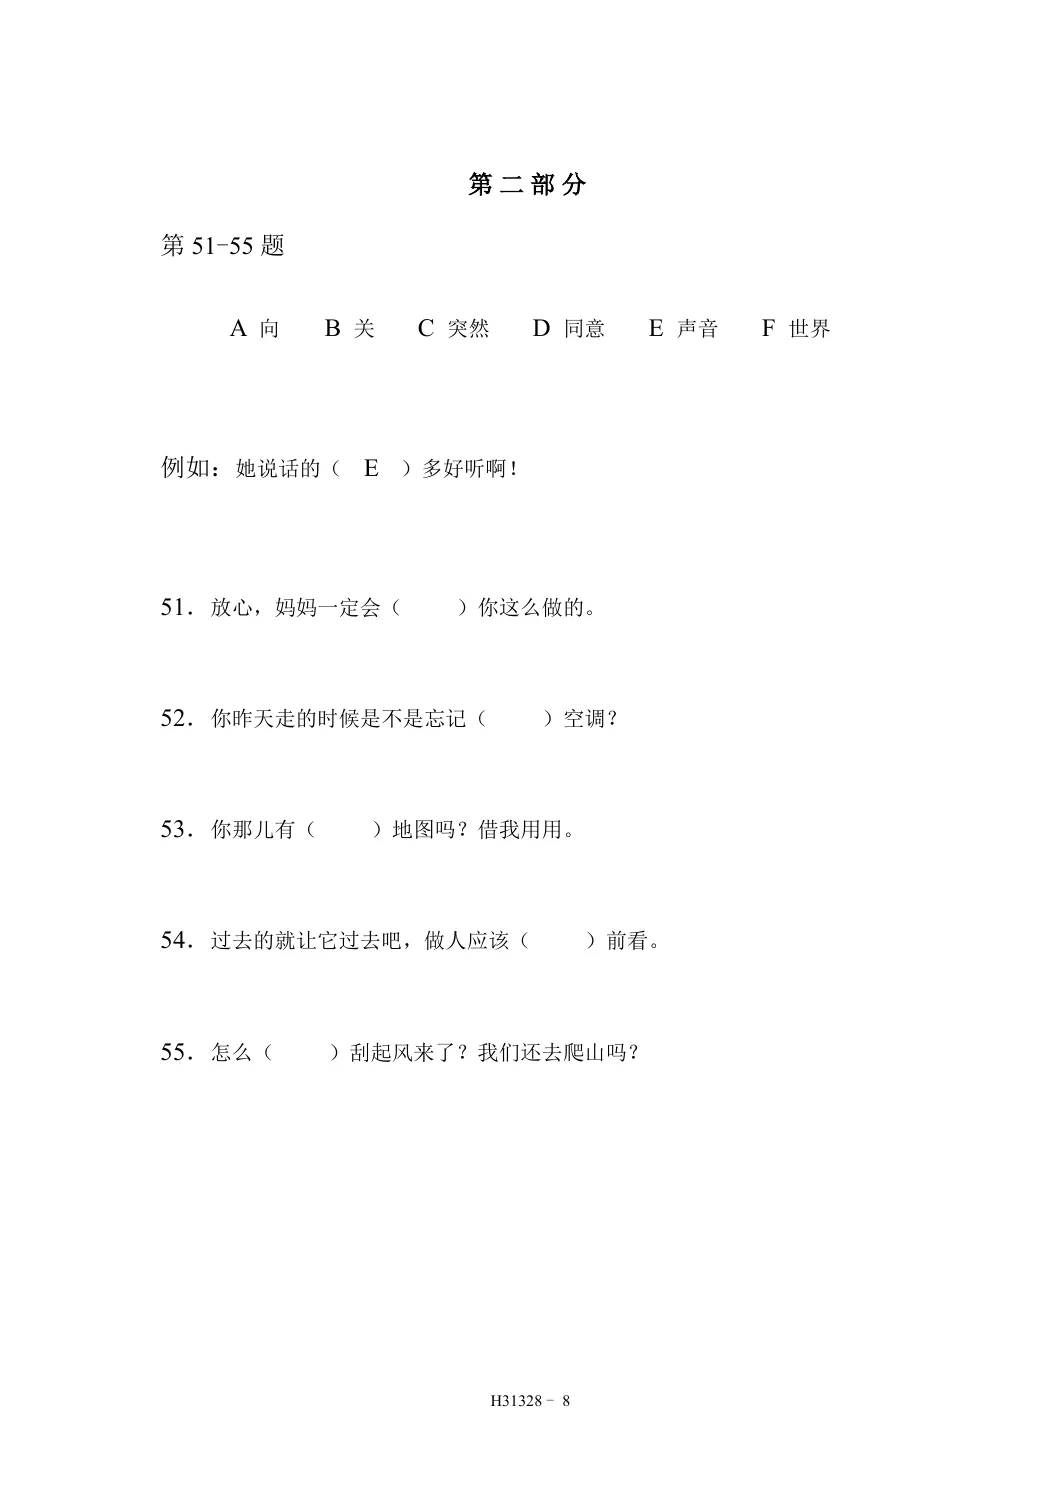 第二部分
第 51-55 题
A 向 B 关 C 突然 D 同意 E 声音 F 世界
例如：她说话的（ E ）多好听啊！
51．放心，妈妈一定会（ ）你这么做的。
52．你昨天走的时候是不是忘记（ ）空调？
53．你那儿有（ ）地图吗？借我用用。
54．过去的就让它过去吧，做人应该（ ）前看。
55．怎么（ ）刮起风来了？我们还去爬山吗？
H31328 - 8